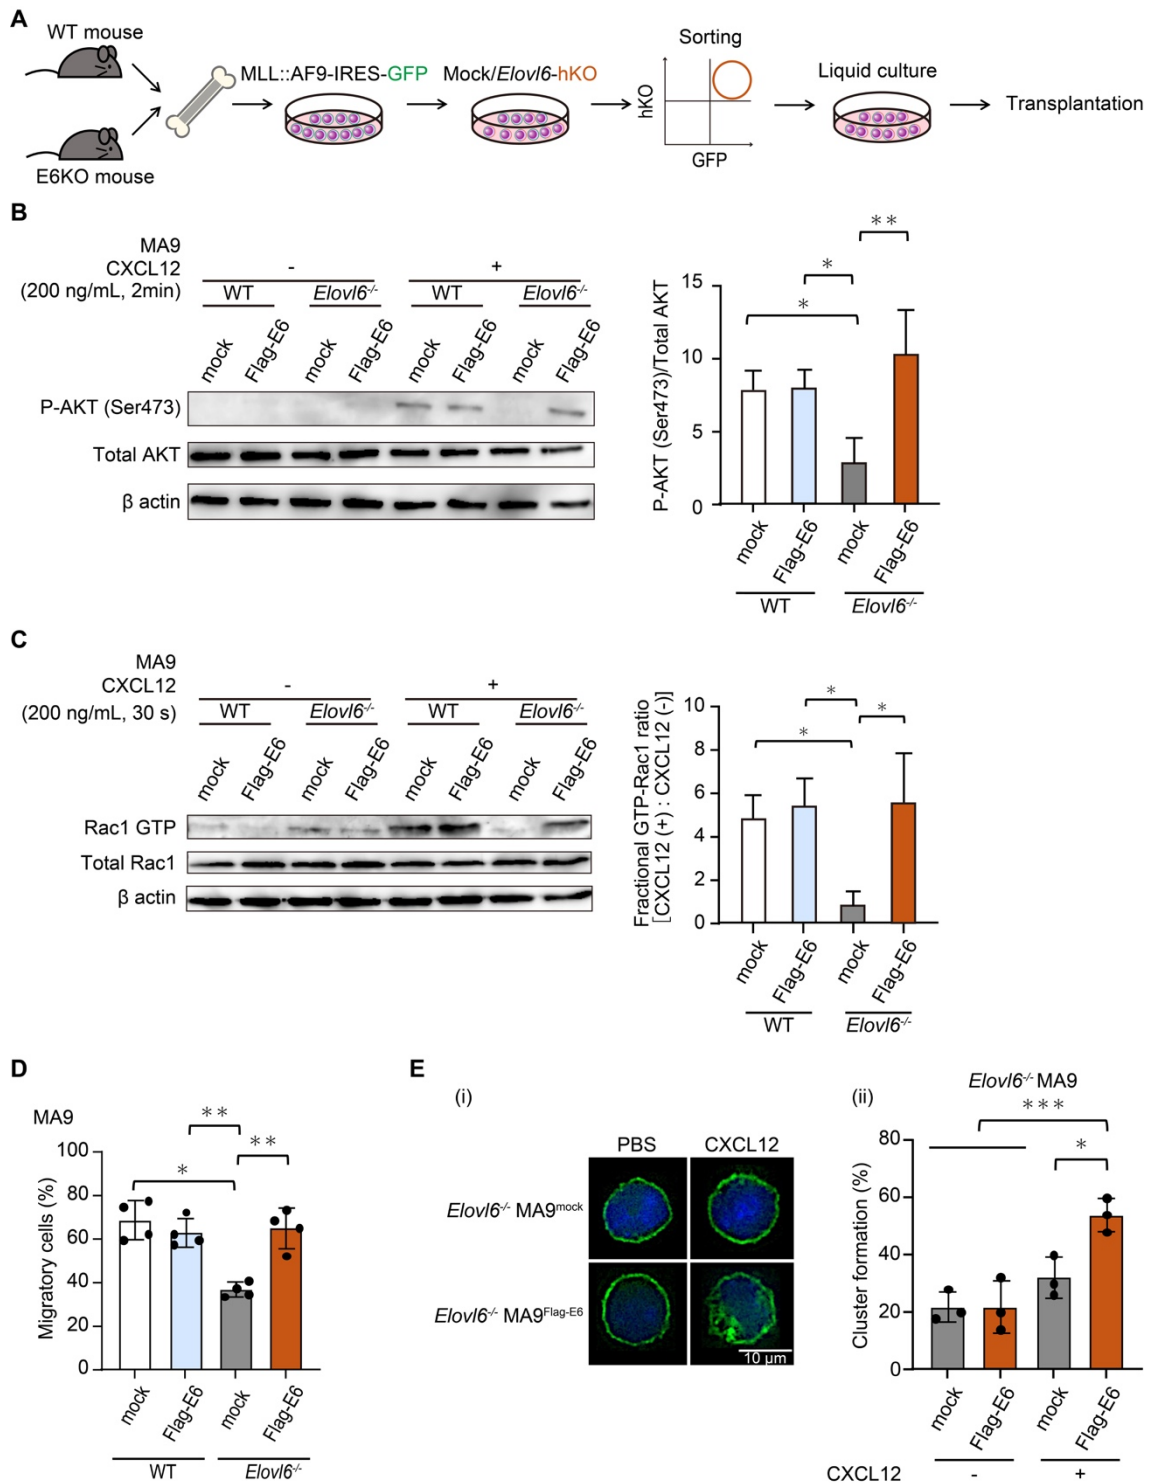 A
WT mouse
E6KO mouse
MLL::AF9-IRES-GFP
Mock/Elovl6-hKO
Sorting
hKO
GFP
Liquid culture
Transplantation
B
MA9
CXCL12
(200 ng/mL, 2min)
- +
WT Elovl6-/- WT Elovl6-/-
mock Flag-E6 mock Flag-E6 mock Flag-E6 mock Flag-E6
P-AKT (Ser473)
Total AKT
β actin
P-AKT (Ser473)/Total AKT
15
10
5
0
* * **
mock Flag-E6 mock Flag-E6
WT Elovl6-/-
C
MA9
CXCL12
(200 ng/mL, 30 s)
- +
WT Elovl6-/- WT Elovl6-/-
mock Flag-E6 mock Flag-E6 mock Flag-E6 mock Flag-E6
Rac1 GTP
Total Rac1
β actin
Fractional GTP-Rac1 ratio
[CXCL12 (+) : CXCL12 (-)]
10
8
6
4
2
0
* * *
mock Flag-E6 mock Flag-E6
WT Elovl6-/-
D
MA9
Migratory cells (%)
100
80
60
40
20
0
* ** **
mock Flag-E6 mock Flag-E6
WT Elovl6-/-
E
(i)
PBS CXCL12
Elovl6-/- MA9mock
Elovl6-/- MA9Flag-E6
10 μm
(ii)
Elovl6-/- MA9
Cluster formation (%)
80
60
40
20
0
*** *
mock Flag-E6 mock Flag-E6
CXCL12 - +